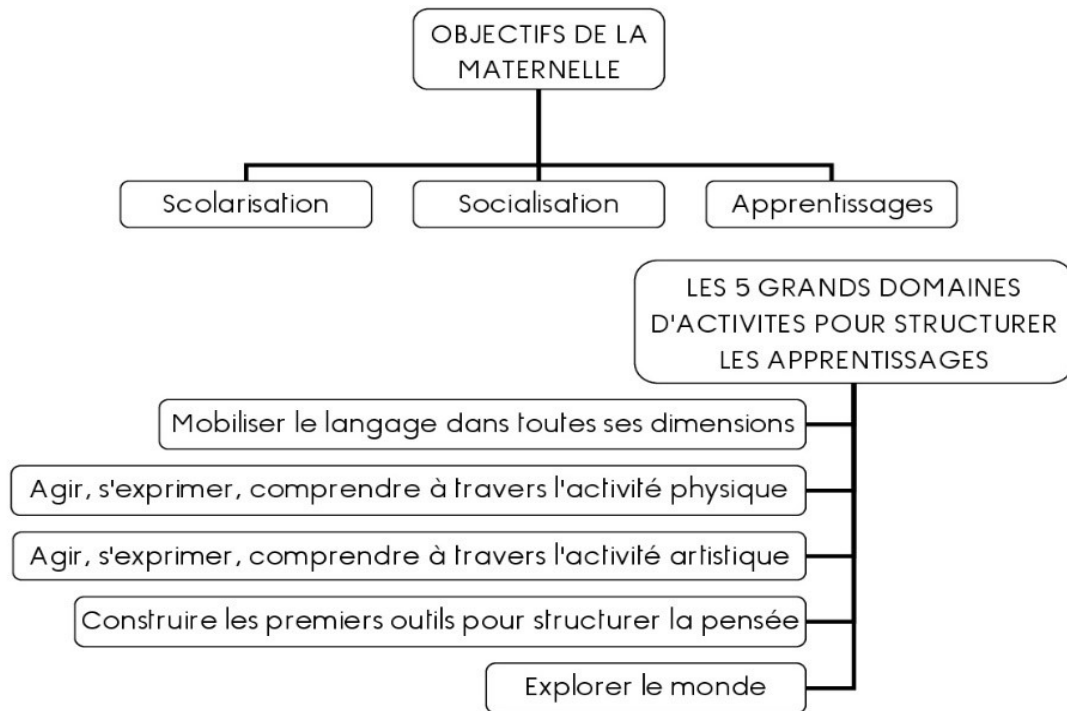 OBJECTIFS DE LA
MATERNELLE
Scolarisation
Socialisation
Apprentissages
LES 5 GRANDS DOMAINES
D'ACTIVITES POUR STRUCTURER
LES APPRENTISSAGES
Mobiliser le langage dans toutes ses dimensions
Agir, s'exprimer, comprendre à travers l'activité physique
Agir, s'exprimer, comprendre à travers l'activité artistique
Construire les premiers outils pour structurer la pensée
Explorer le monde